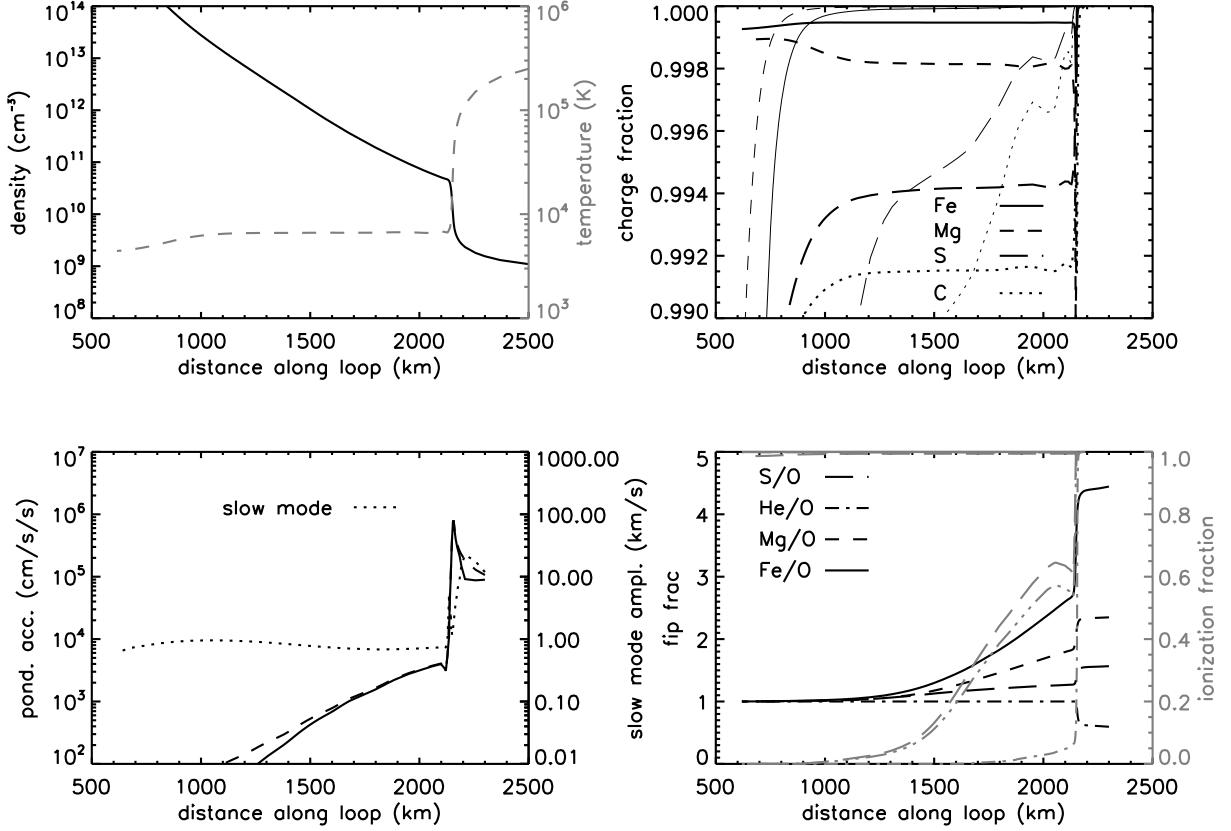 10^14
10^13
10^12
10^11
10^10
10^9
10^8
density (cm^-3)
10^6
10^5
10^4
10^3
temperature (K)
500 1000 1500 2000 2500
distance along loop (km)
1.000
0.998
0.996
0.994
0.992
0.990
charge fraction
Fe
Mg
S
C
500 1000 1500 2000 2500
distance along loop (km)
10^7
10^6
10^5
10^4
10^3
10^2
pond. acc. (cm/s/s)
slow mode
1000.00
100.00
10.00
1.00
0.10
0.01
slow mode ampl. (km/s)
500 1000 1500 2000 2500
distance along loop (km)
5
4
3
2
1
0
fip frac
S/O
He/O
Mg/O
Fe/O
1.0
0.8
0.6
0.4
0.2
0.0
ionization fraction
500 1000 1500 2000 2500
distance along loop (km)